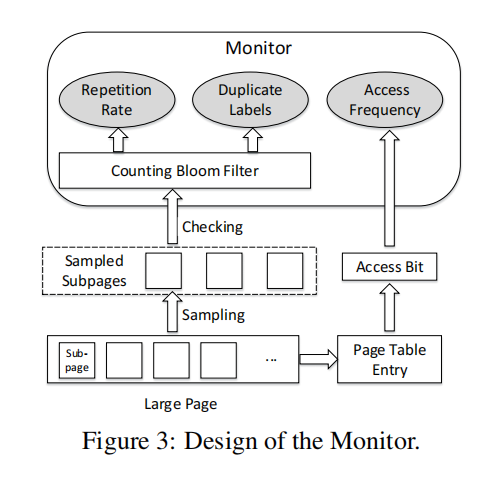 Monitor
Repetition
Rate
Duplicate
Labels
Access
Frequency
Counting Bloom Filter
Checking
Sampled
Subpages
Access Bit
Sampling
Sub-
page
...
Page Table
Entry
Large Page
Figure 3: Design of the Monitor.